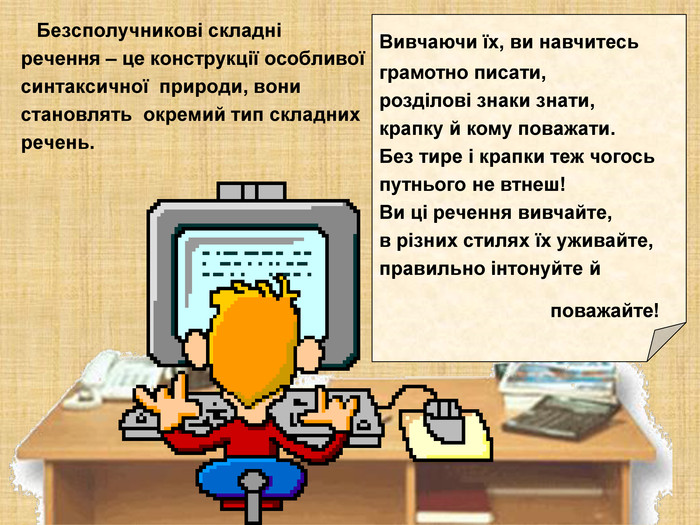 Безсполучникові складні
речення – це конструкції особливої
синтаксичної природи, вони
становлять окремий тип складних
речень.
Вивчаючи їх, ви навчитесь
грамотно писати,
розділові знаки знати,
крапку й кому поважати.
Без тире і крапки теж чогось
путнього не втнеш!
Ви ці речення вивчайте,
в різних стилях їх уживайте,
правильно інтонуйте й
поважайте!